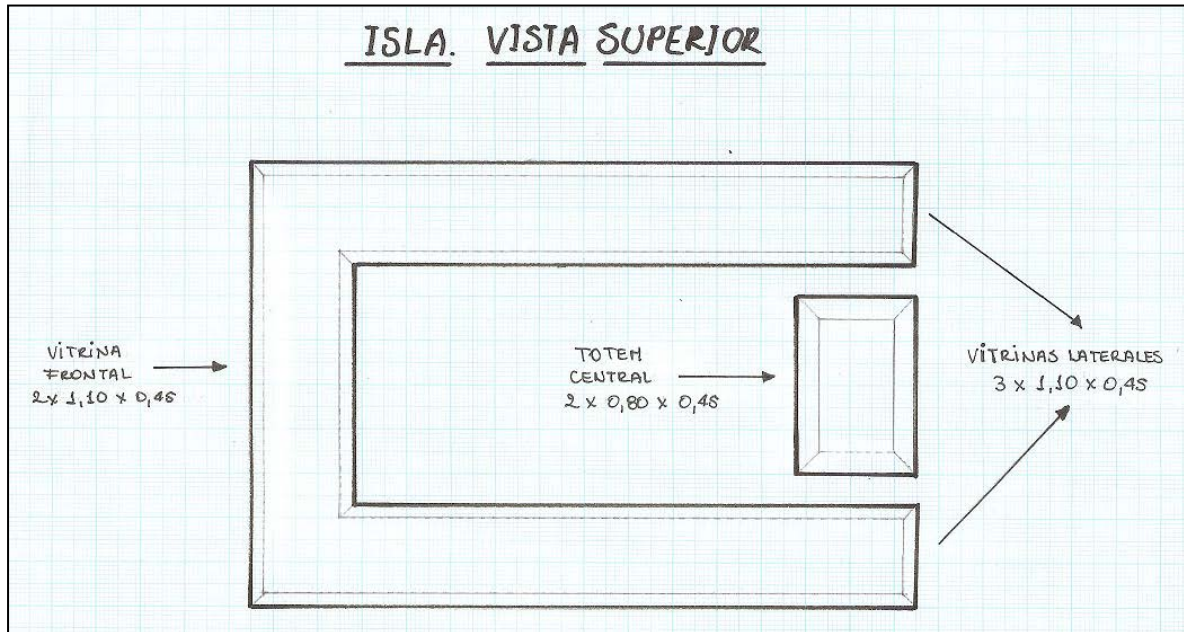 ISLA. VISTA SUPERIOR
VITRINA
FRONTAL
2 x 1,10 x 0,45
TOTEM
CENTRAL
2 x 0,80 x 0,45
VITRINAS LATERALES
3 x 1,10 x 0,45